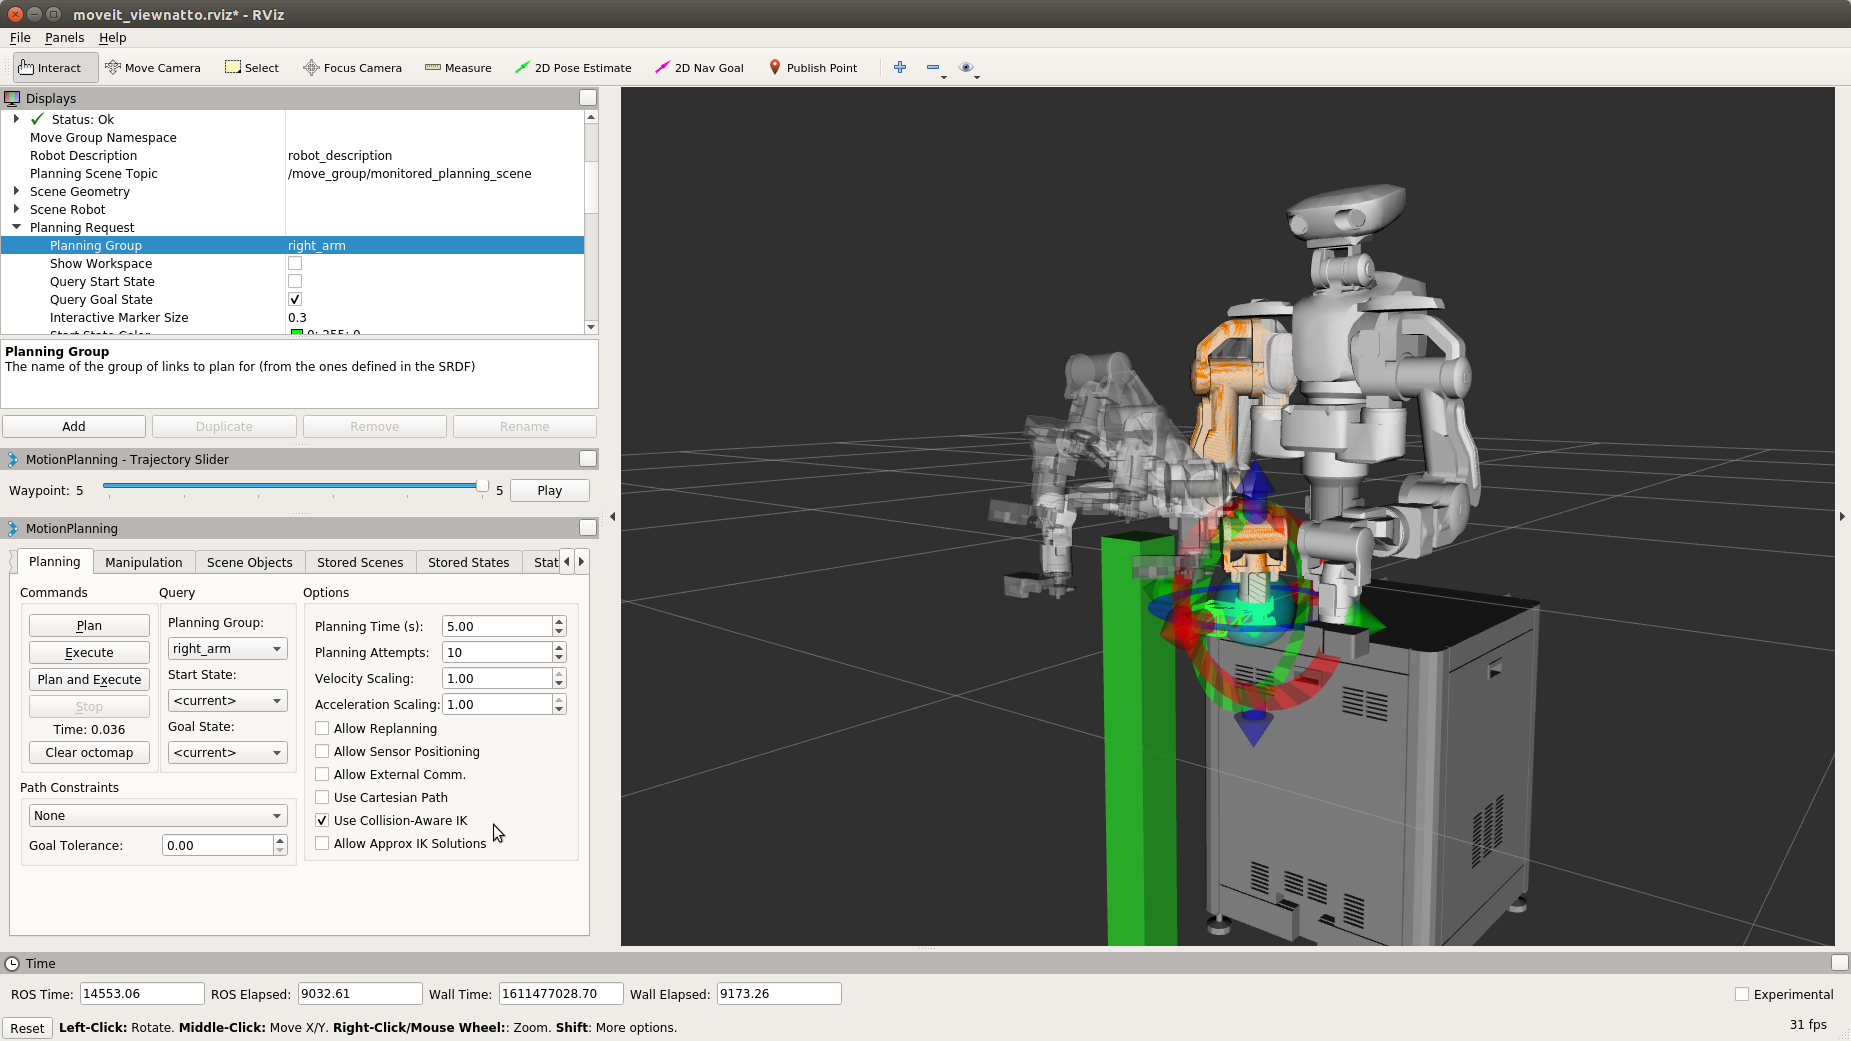 moveit_viewnatto.rviz* - RViz
File Panels Help
Interact Move Camera Select Focus Camera Measure 2D Pose Estimate 2D Nav Goal Publish Point
Displays
Status: Ok
Move Group Namespace
Robot Description robot_description
Planning Scene Topic /move_group/monitored_planning_scene
Scene Geometry
Scene Robot
Planning Request
Planning Group right_arm
Show Workspace
Query Start State
Query Goal State
Interactive Marker Size 0.3
Start State Color 0; 255; 0
Planning Group
The name of the group of links to plan for (from the ones defined in the SRDF)
Add Duplicate Remove Rename
MotionPlanning - Trajectory Slider
Waypoint: 5 5 Play
MotionPlanning
Planning Manipulation Scene Objects Stored Scenes Stored States Stat
Commands Query Options
Plan
Execute
Plan and Execute
Stop
Time: 0.036
Clear octomap
Planning Group:
right_arm
Start State:
<current>
Goal State:
<current>
Path Constraints
None
Goal Tolerance: 0.00
Planning Time (s): 5.00
Planning Attempts: 10
Velocity Scaling: 1.00
Acceleration Scaling: 1.00
Allow Replanning
Allow Sensor Positioning
Allow External Comm.
Use Cartesian Path
Use Collision-Aware IK
Allow Approx IK Solutions
Time
ROS Time: 14553.06 ROS Elapsed: 9032.61 Wall Time: 1611477028.70 Wall Elapsed: 9173.26 Experimental
Reset Left-Click: Rotate. Middle-Click: Move X/Y. Right-Click/Mouse Wheel:: Zoom. Shift: More options. 31 fps